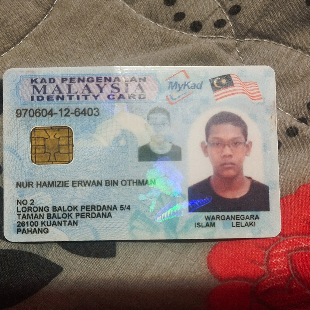 KAD PENGENALAN
MALAYSIA
IDENTITY CARD
MyKad
970604-12-6403
NUR HAMIZIE ERWAN BIN OTHMAN
NO 2
LORONG BALOK PERDANA 5/4
TAMAN BALOK PERDANA
26100 KUANTAN
PAHANG
WARGANEGARA
ISLAM LELAKI